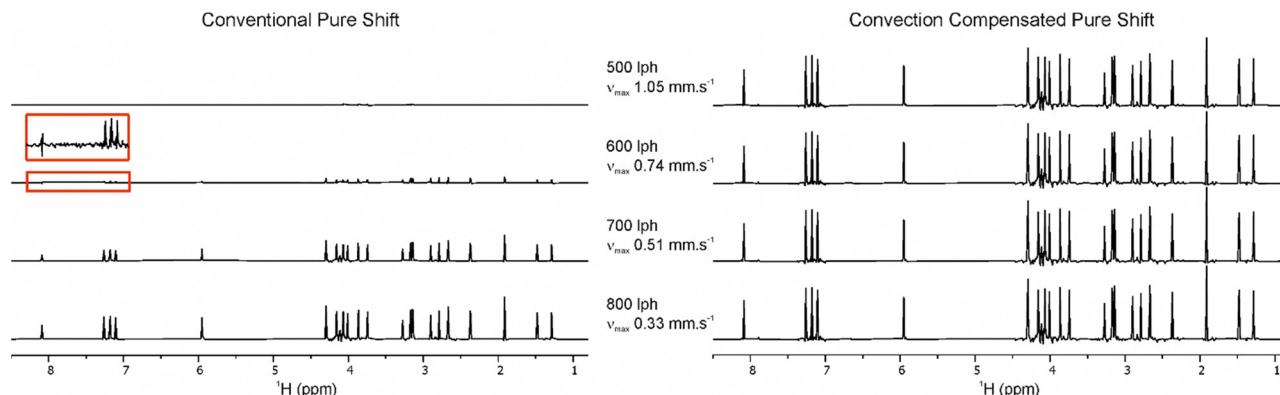 Conventional Pure Shift
Convection Compensated Pure Shift
500 lph
νmax 1.05 mm.s⁻¹
600 lph
νmax 0.74 mm.s⁻¹
700 lph
νmax 0.51 mm.s⁻¹
800 lph
νmax 0.33 mm.s⁻¹
8 7 6 5 4 3 2 1
¹H (ppm)
8 7 6 5 4 3 2 1
¹H (ppm)